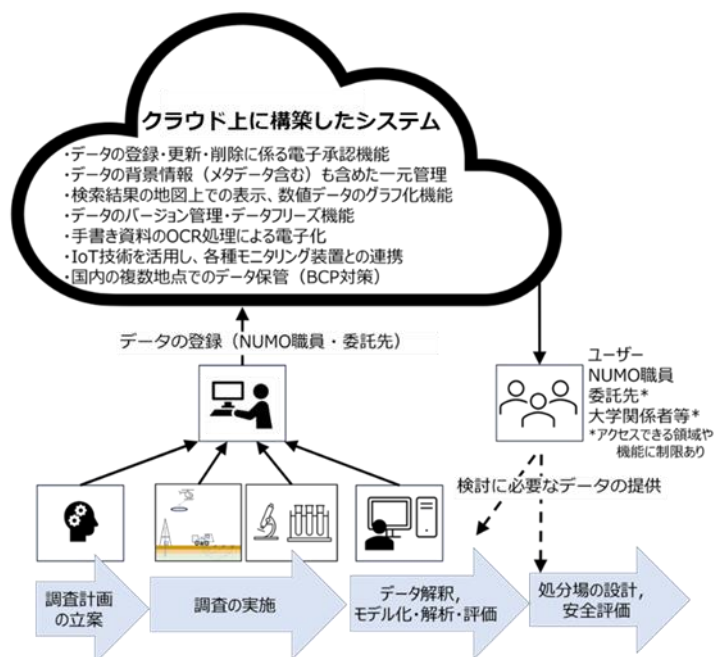 クラウド上に構築したシステム
・データの登録・更新・削除に係る電子承認機能
・データの背景情報（メタデータ含む）も含めた一元管理
・検索結果の地図上での表示、数値データのグラフ化機能
・データのバージョン管理・データフリーズ機能
・手書き資料のOCR処理による電子化
・IoT技術を活用し、各種モニタリング装置との連携
・国内の複数地点でのデータ保管（BCP対策）
データの登録（NUMO職員・委託先）
ユーザー
NUMO職員
委託先*
大学関係者等*
*アクセスできる領域や
機能に制限あり
検討に必要なデータの提供
調査計画
の立案
調査の実施
データ解釈，
モデル化・解析・評価
処分場の設計，
安全評価